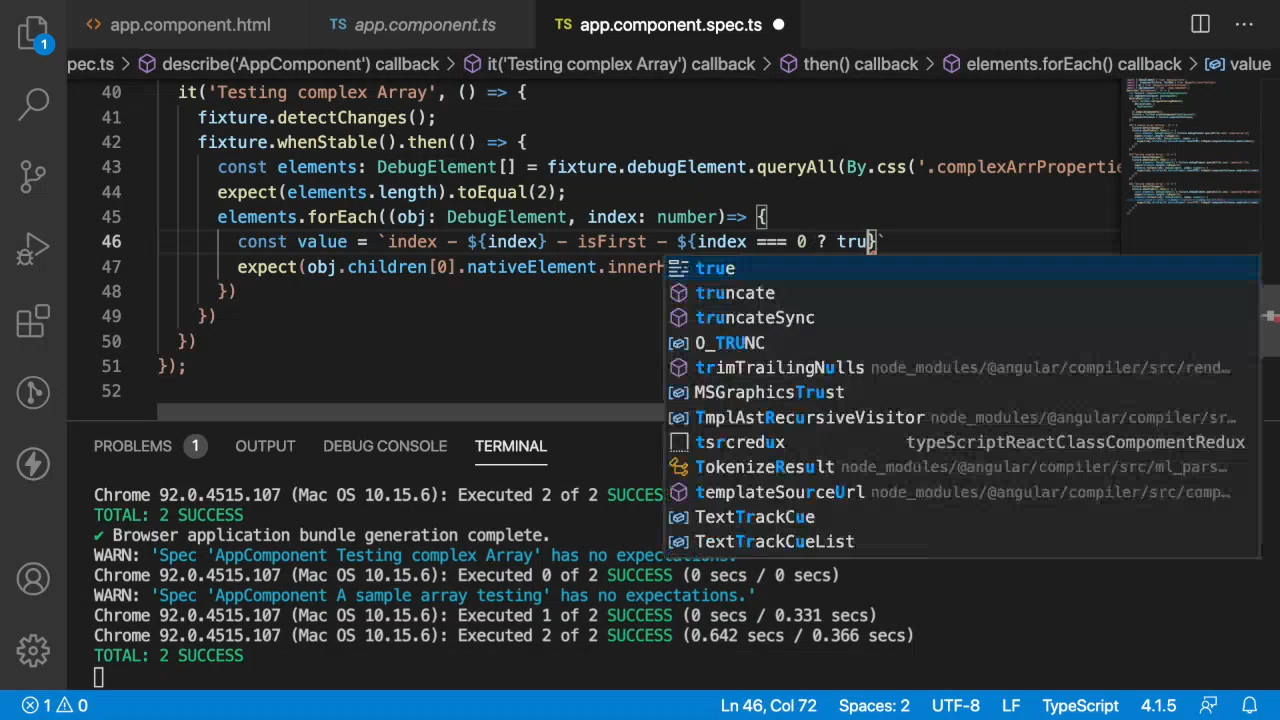 1
<> app.component.html
TS app.component.ts
TS app.component.spec.ts
pec.ts > describe('AppComponent') callback > it('Testing complex Array') callback > then() callback > elements.forEach() callback > value
40 it('Testing complex Array', () => {
41 fixture.detectChanges();
42 fixture.whenStable().then(() => {
43 const elements: DebugElement[] = fixture.debugElement.queryAll(By.css('.complexArrPropertie
44 expect(elements.length).toEqual(2);
45 elements.forEach((obj: DebugElement, index: number)=> {
46 const value = `index - ${index} - isFirst - ${index === 0 ? tru}`
47 expect(obj.children[0].nativeElement.innerH
48 })
49 })
50 })
51 });
52
true
truncate
truncateSync
O_TRUNC
trimTrailingNulls node_modules/@angular/compiler/src/rend…
MSGraphicsTrust
TmplAstRecursiveVisitor node_modules/@angular/compiler/sr…
tsrcredux typeScriptReactClassCompomentRedux
TokenizeResult node_modules/@angular/compiler/src/ml_pars…
templateSourceUrl node_modules/@angular/compiler/src/comp…
TextTrackCue
TextTrackCueList
PROBLEMS 1 OUTPUT DEBUG CONSOLE TERMINAL
Chrome 92.0.4515.107 (Mac OS 10.15.6): Executed 2 of 2 SUCCESS
TOTAL: 2 SUCCESS
✔ Browser application bundle generation complete.
WARN: 'Spec 'AppComponent Testing complex Array' has no expectations.'
Chrome 92.0.4515.107 (Mac OS 10.15.6): Executed 0 of 2 SUCCESS (0 secs / 0 secs)
WARN: 'Spec 'AppComponent A sample array testing' has no expectations.'
Chrome 92.0.4515.107 (Mac OS 10.15.6): Executed 1 of 2 SUCCESS (0 secs / 0.331 secs)
Chrome 92.0.4515.107 (Mac OS 10.15.6): Executed 2 of 2 SUCCESS (0.642 secs / 0.366 secs)
TOTAL: 2 SUCCESS
1 0 Ln 46, Col 72 Spaces: 2 UTF-8 LF TypeScript 4.1.5